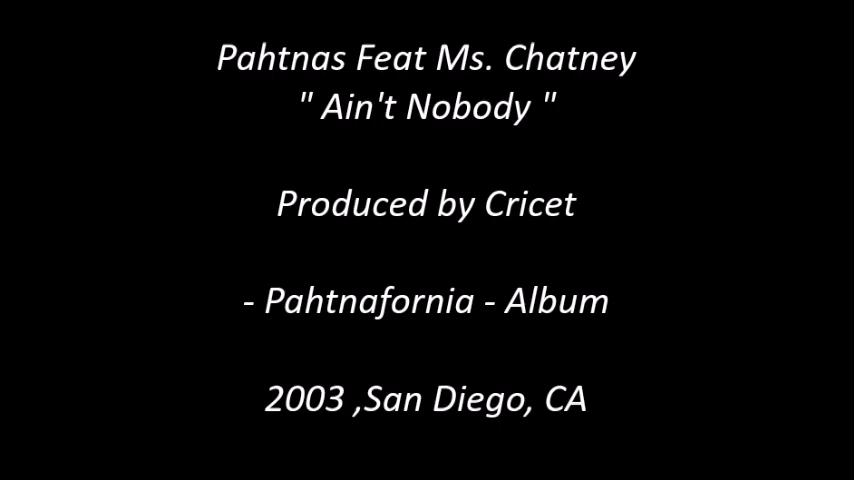 Pahtnas Feat Ms. Chatney
" Ain't Nobody "
Produced by Cricet
- Pahtnafornia - Album
2003 ,San Diego, CA